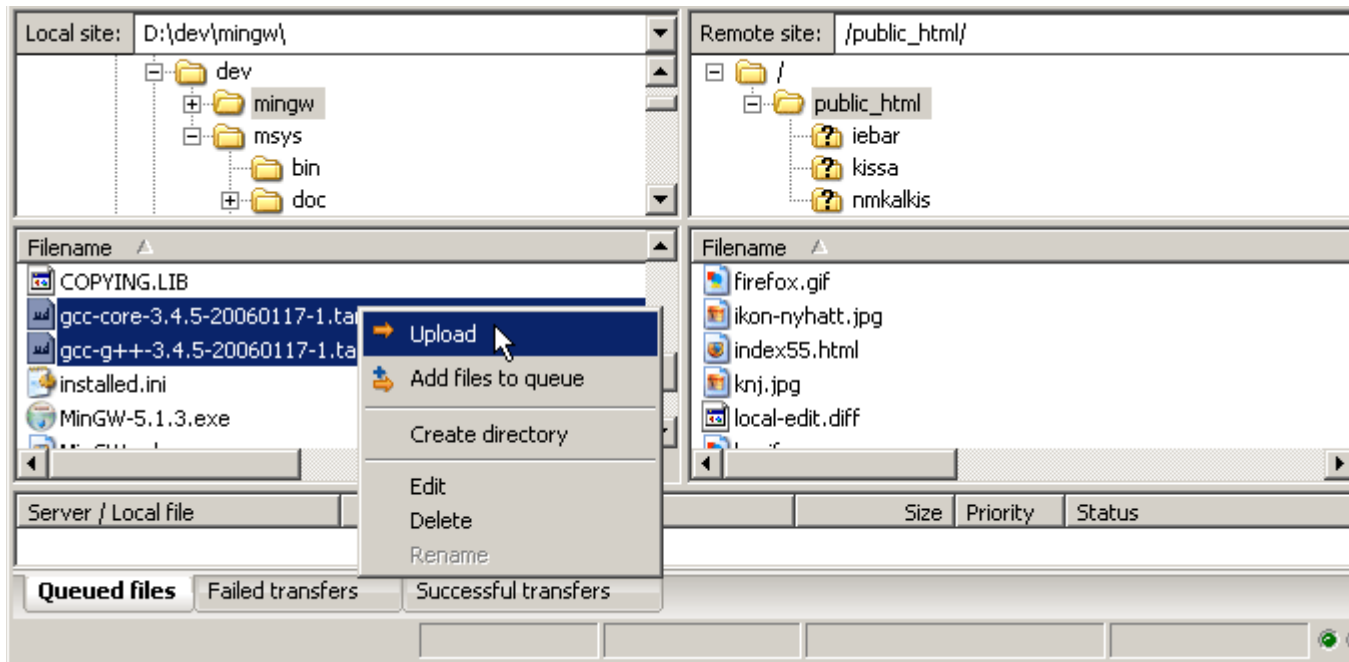 Local site: D:\dev\mingw\
dev
mingw
msys
bin
doc
Remote site: /public_html/
/
public_html
iebar
kissa
nmkalkis
Filename
COPYING.LIB
gcc-core-3.4.5-20060117-1.tar
gcc-g++-3.4.5-20060117-1.ta
installed.ini
MinGW-5.1.3.exe
Upload
Add files to queue
Create directory
Edit
Delete
Rename
Filename
firefox.gif
ikon-nyhatt.jpg
index55.html
knj.jpg
local-edit.diff
Server / Local file Size Priority Status
Queued files Failed transfers Successful transfers